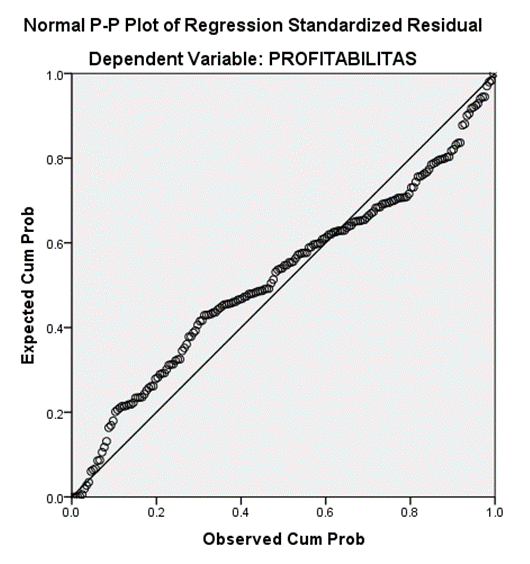 Normal P-P Plot of Regression Standardized Residual
Dependent Variable: PROFITABILITAS
1.0
0.8
0.6
0.4
0.2
0.0
Expected Cum Prob
0.0 0.2 0.4 0.6 0.8 1.0
Observed Cum Prob